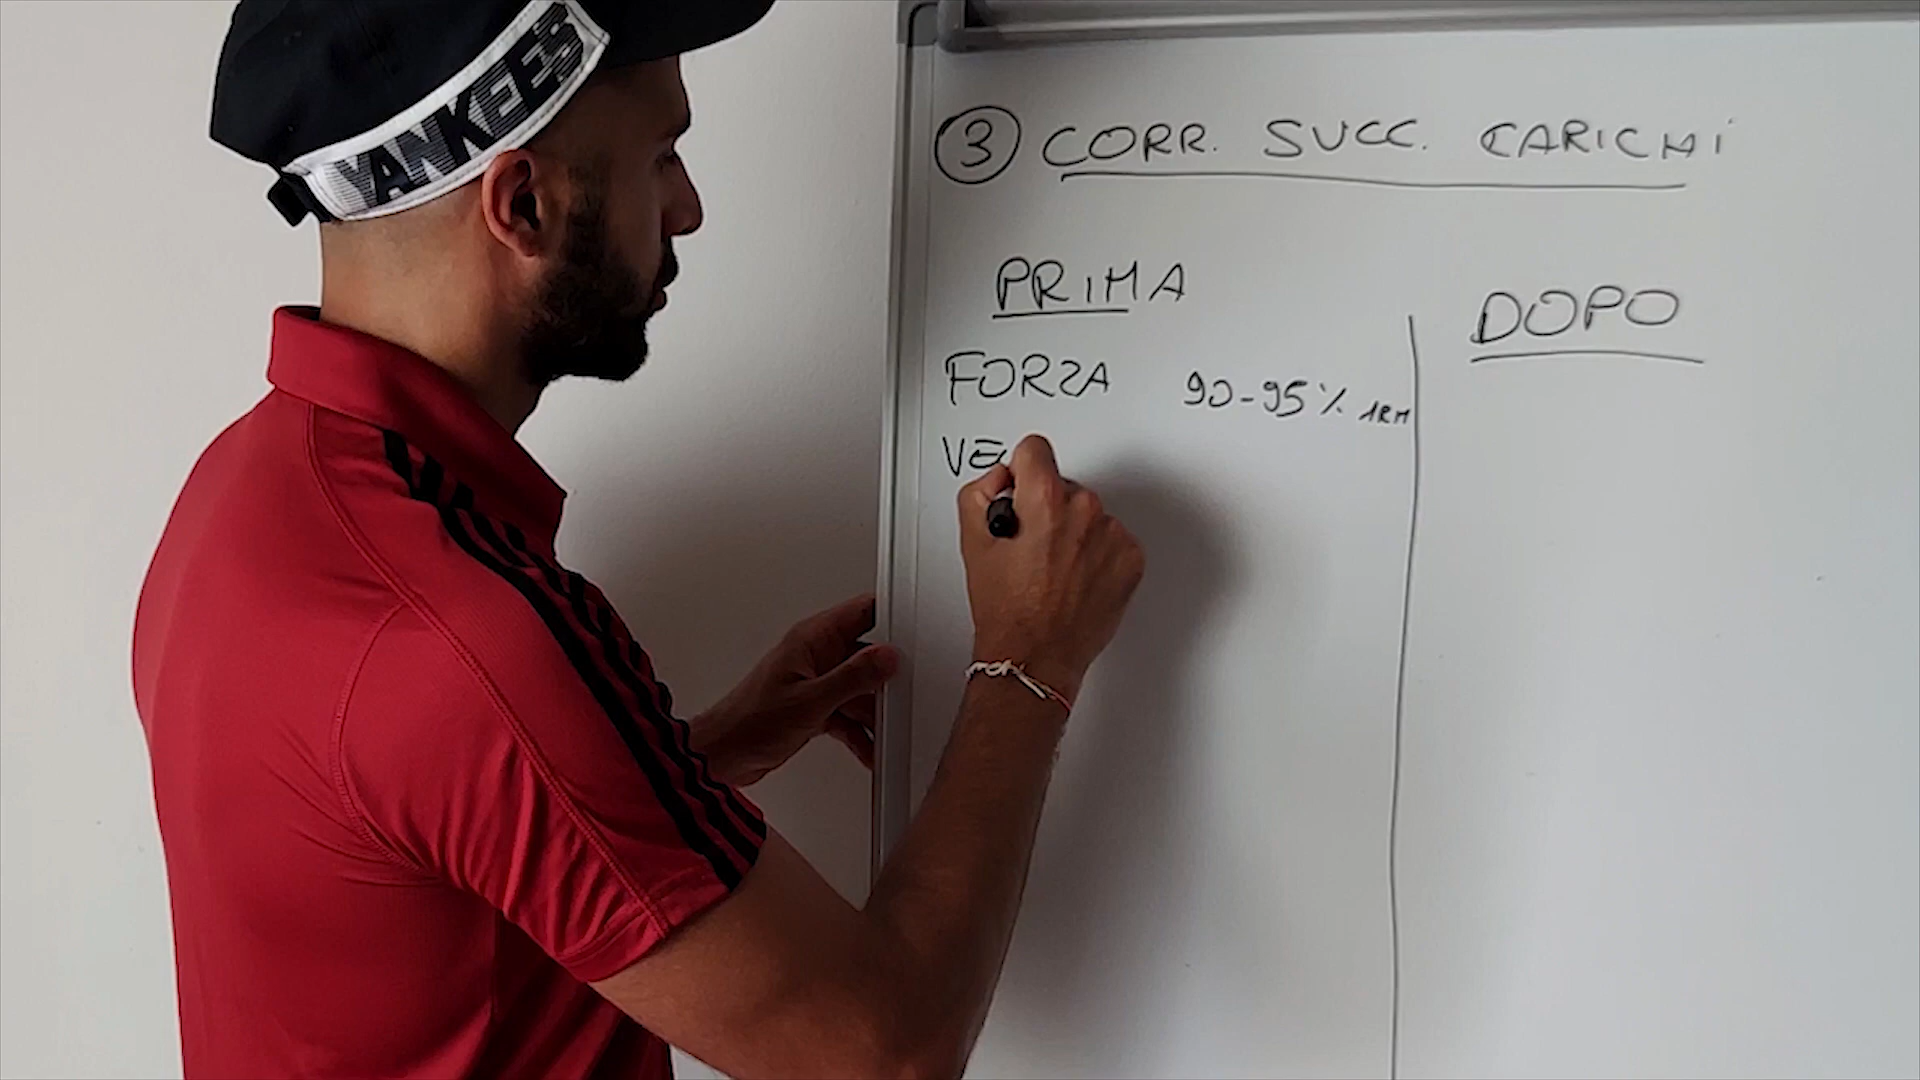 YANKEES
③ CORR. SUCC. CARICHI
PRIMA
FORZA 90-95% 1RM
VE
DOPO